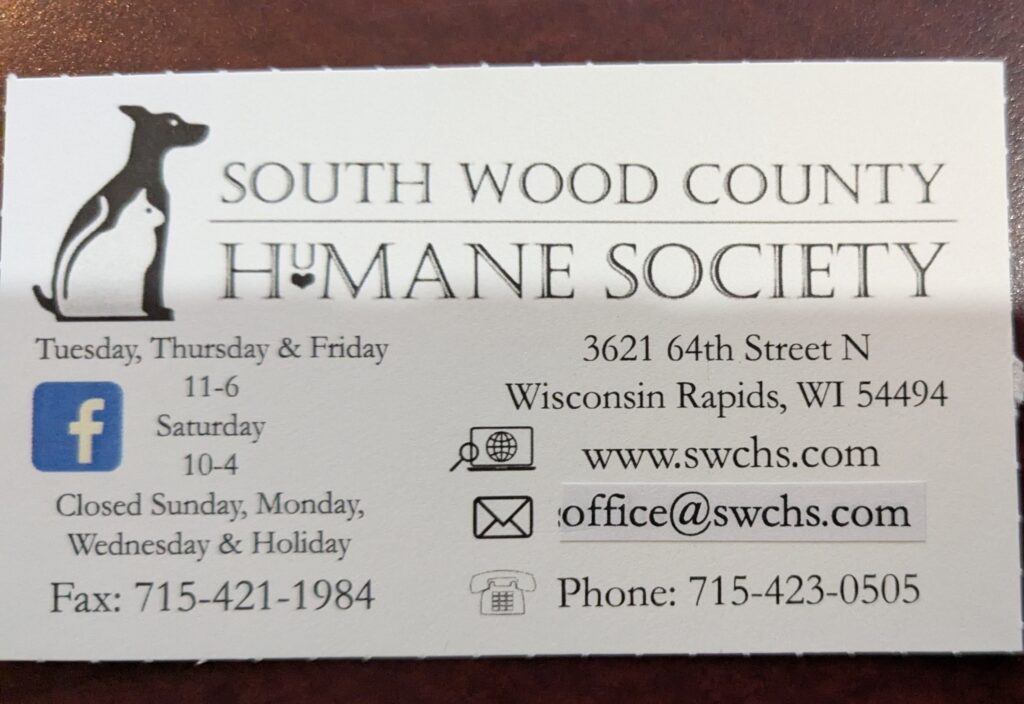 SOUTH WOOD COUNTY
HUMANE SOCIETY
Tuesday, Thursday & Friday
11-6
Saturday
10-4
Closed Sunday, Monday,
Wednesday & Holiday
Fax: 715-421-1984
f
3621 64th Street N
Wisconsin Rapids, WI 54494
www.swchs.com
office@swchs.com
Phone: 715-423-0505